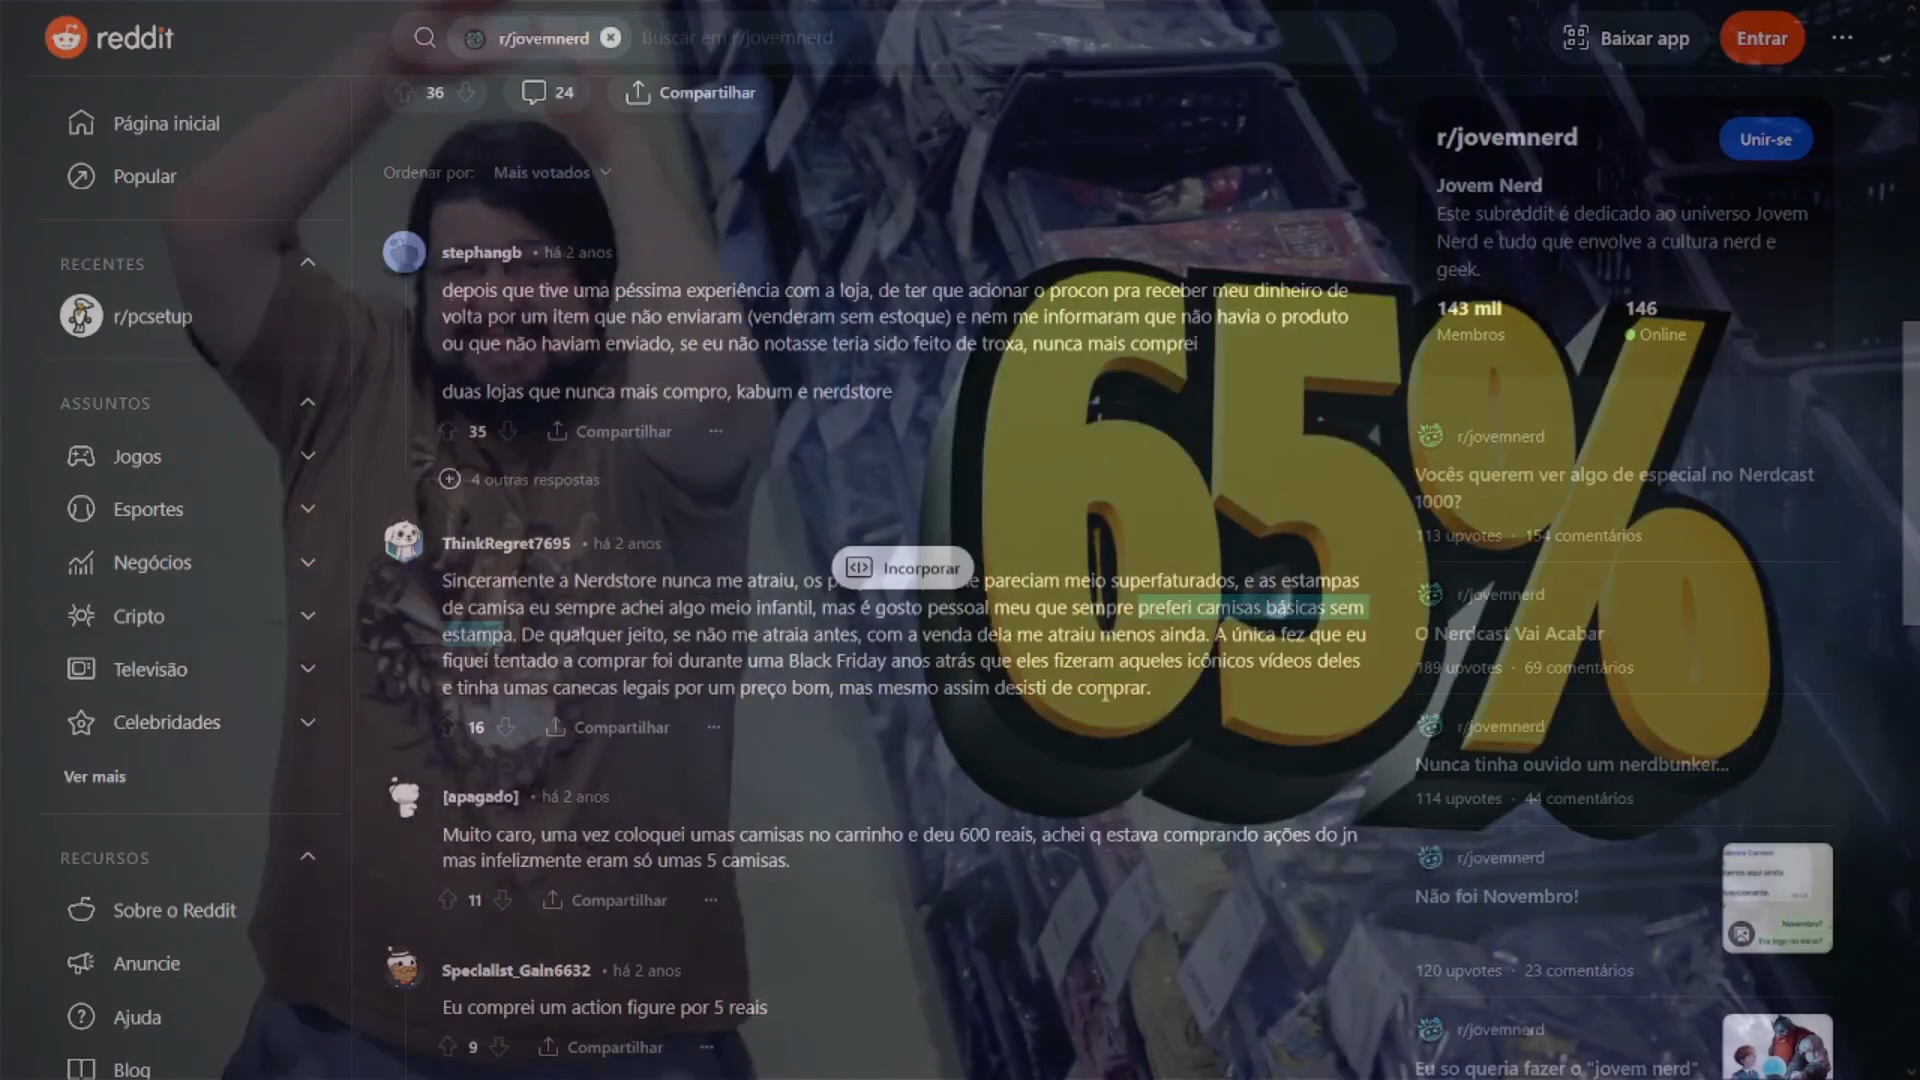 reddit
r/jovemnerd
Buscar em r/jovemnerd
Baixar app
Entrar
36
24
Compartilhar
Página inicial
Popular
RECENTES
r/pcsetup
ASSUNTOS
Jogos
Esportes
Negócios
Cripto
Televisão
Celebridades
Ver mais
RECURSOS
Sobre o Reddit
Anuncie
Ajuda
Blog
Ordenar por: Mais votados
stephangb • há 2 anos
depois que tive uma péssima experiência com a loja, de ter que acionar o procon pra receber meu dinheiro de
volta por um item que não enviaram (venderam sem estoque) e nem me informaram que não havia o produto
ou que não haviam enviado, se eu não notasse teria sido feito de troxa, nunca mais comprei
duas lojas que nunca mais compro, kabum e nerdstore
35 Compartilhar
4 outras respostas
ThinkRegret7695 • há 2 anos
Incorporar
Sinceramente a Nerdstore nunca me atraiu, os pareciam meio superfaturados, e as estampas
de camisa eu sempre achei algo meio infantil, mas é gosto pessoal meu que sempre preferi camisas básicas sem
estampa. De qualquer jeito, se não me atraia antes, com a venda dela me atraiu menos ainda. A única fez que eu
fiquei tentado a comprar foi durante uma Black Friday anos atrás que eles fizeram aqueles icônicos vídeos deles
e tinha umas canecas legais por um preço bom, mas mesmo assim desisti de comprar.
16 Compartilhar
[apagado] • há 2 anos
Muito caro, uma vez coloquei umas camisas no carrinho e deu 600 reais, achei q estava comprando ações do jn
mas infelizmente eram só umas 5 camisas.
11 Compartilhar
Specialist_Gain6632 • há 2 anos
Eu comprei um action figure por 5 reais
9 Compartilhar
65%
r/jovemnerd
Unir-se
Jovem Nerd
Este subreddit é dedicado ao universo Jovem
Nerd e tudo que envolve a cultura nerd e
geek.
143 mil 146
Membros Online
r/jovemnerd
Vocês querem ver algo de especial no Nerdcast
1000?
113 upvotes · 154 comentários
r/jovemnerd
O Nerdcast Vai Acabar
189 upvotes · 69 comentários
r/jovemnerd
Nunca tinha ouvido um nerdbunker...
114 upvotes · 44 comentários
r/jovemnerd
Não foi Novembro!
120 upvotes · 23 comentários
r/jovemnerd
Eu so queria fazer o "jovem nerd"